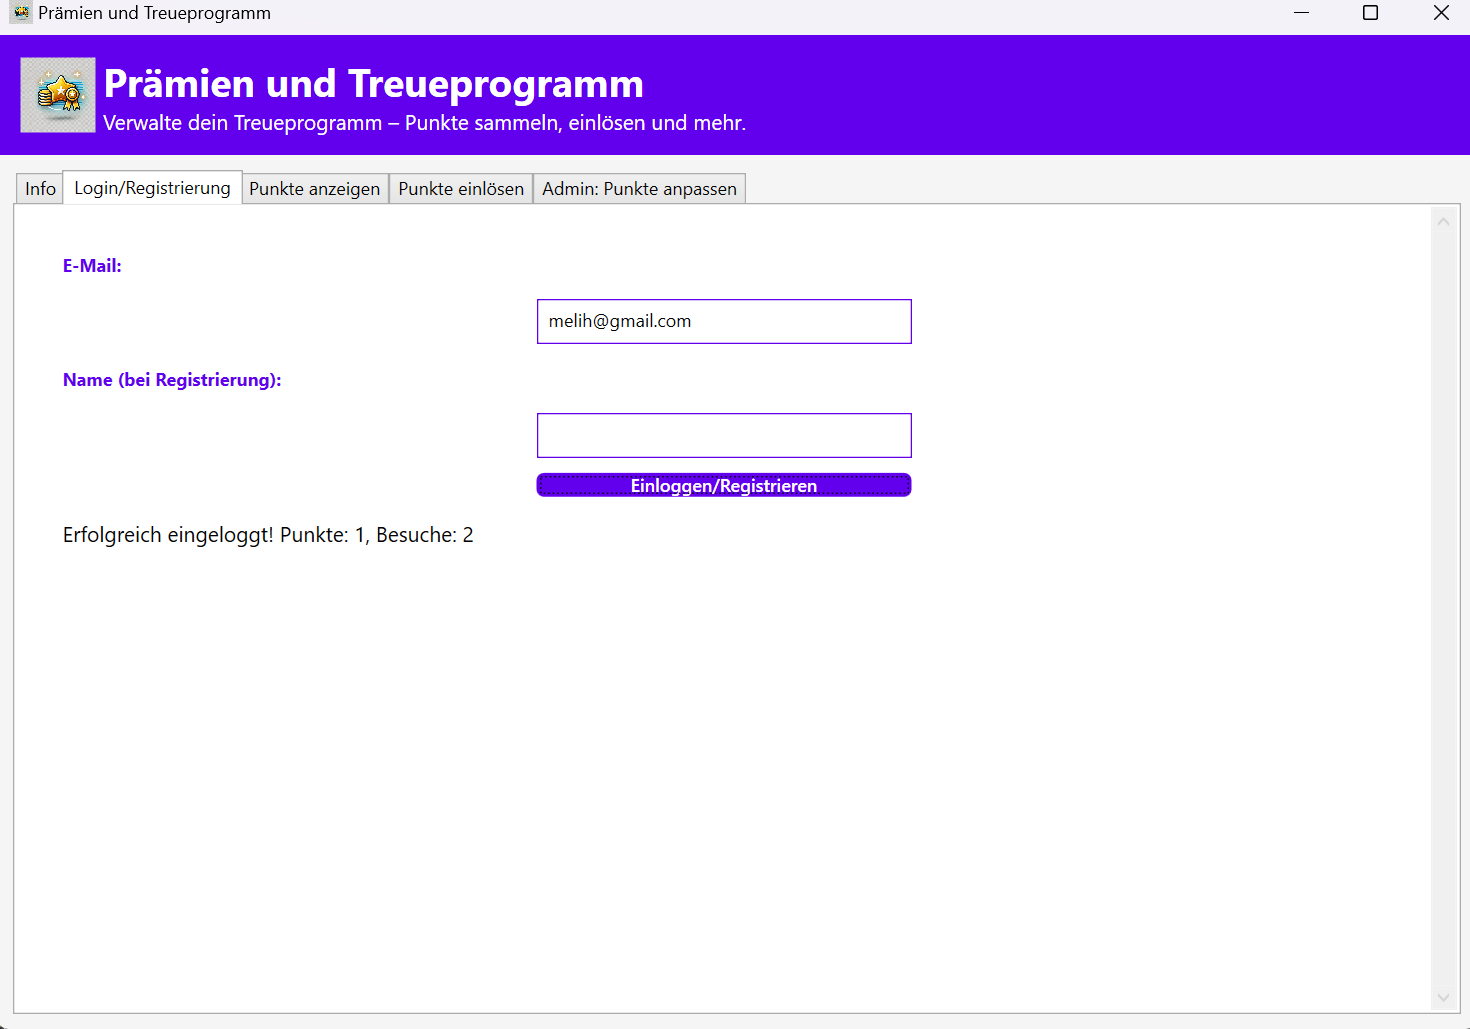 Prämien und Treueprogramm
Prämien und Treueprogramm
Verwalte dein Treueprogramm – Punkte sammeln, einlösen und mehr.
Info Login/Registrierung Punkte anzeigen Punkte einlösen Admin: Punkte anpassen
E-Mail:
melih@gmail.com
Name (bei Registrierung):
Einloggen/Registrieren
Erfolgreich eingeloggt! Punkte: 1, Besuche: 2